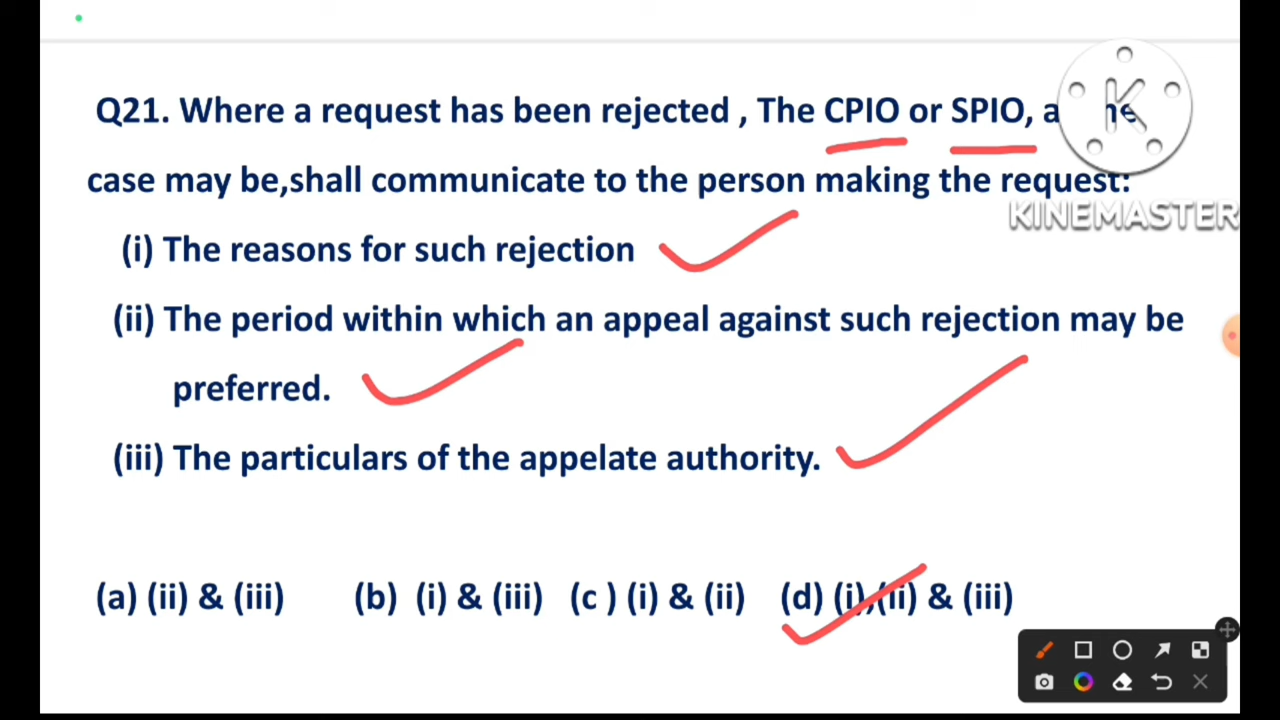 Q21. Where a request has been rejected , The CPIO or SPIO, a he
case may be,shall communicate to the person making the request:
KINEMASTER
(i) The reasons for such rejection
(ii) The period within which an appeal against such rejection may be
preferred.
(iii) The particulars of the appelate authority.
(a) (ii) & (iii) (b) (i) & (iii) (c ) (i) & (ii) (d) (i),(ii) & (iii)